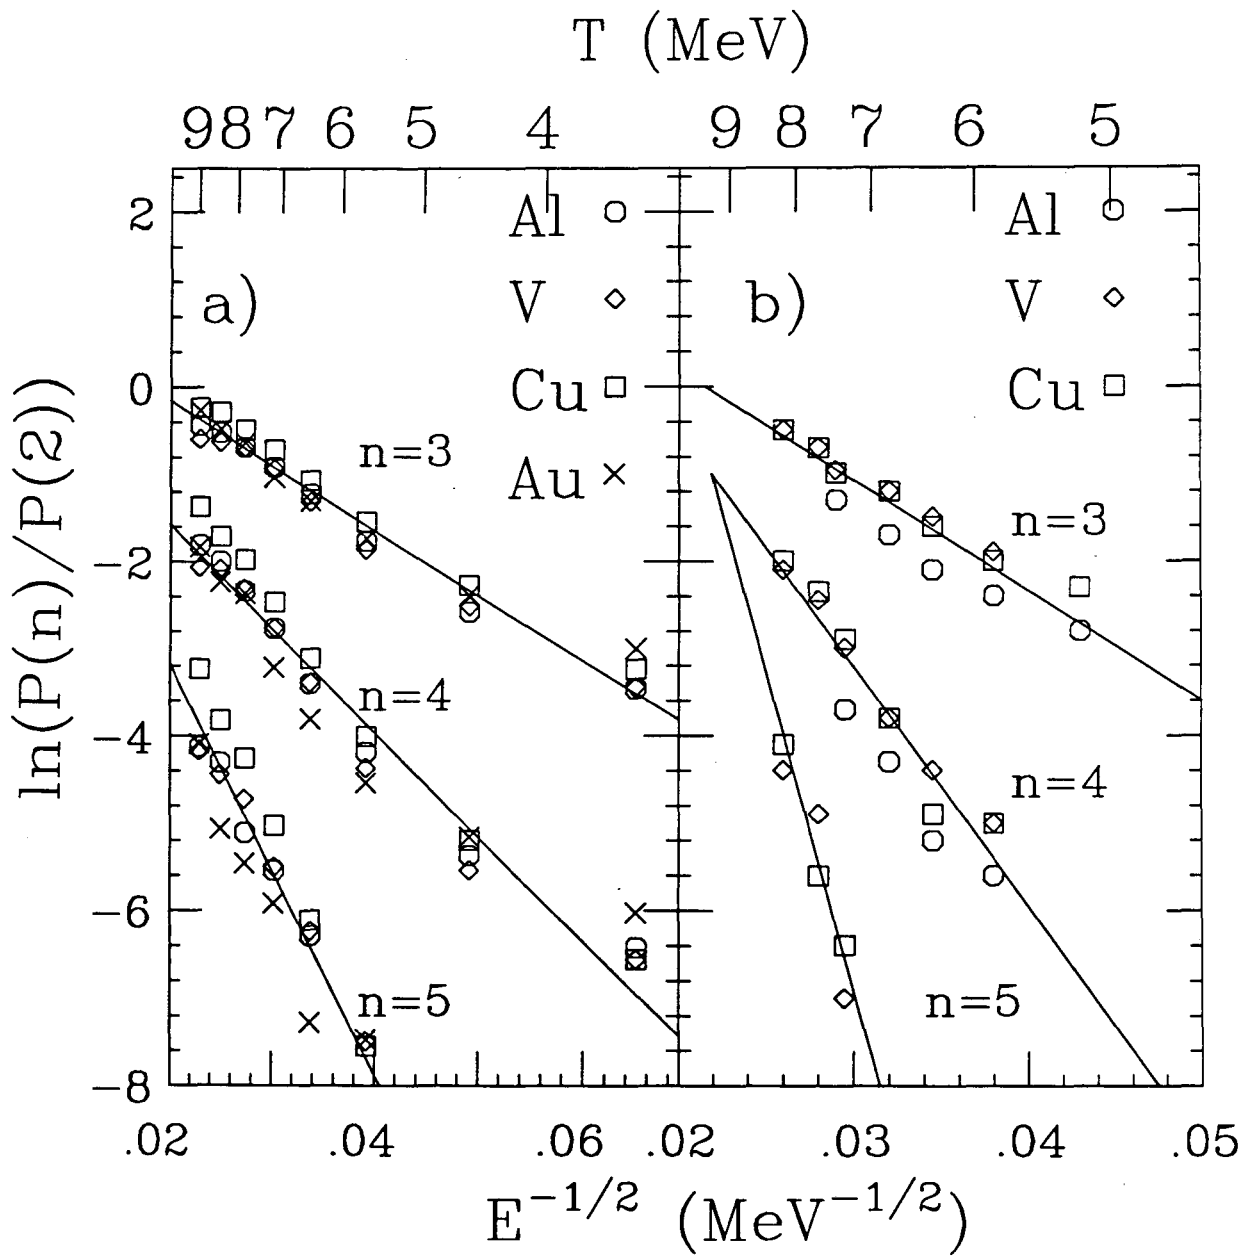 T (MeV)
9 8 7 6 5 4
9 8 7 6 5
2
0
−2
−4
−6
−8
ln(P(n)/P(2))
a)
Al
V
Cu
Au
n=3
n=4
n=5
b)
Al
V
Cu
n=3
n=4
n=5
.02 .04 .06
.02 .03 .04 .05
E−1/2 (MeV−1/2)